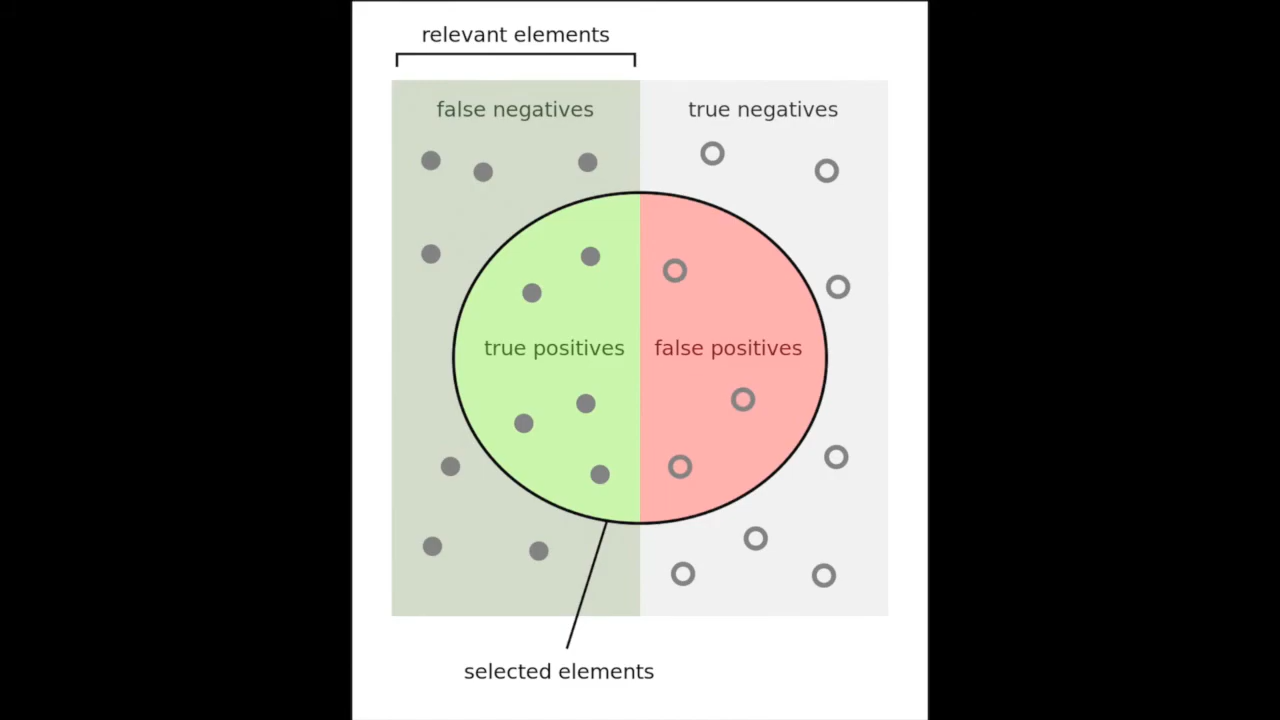 relevant elements
false negatives
true negatives
true positives
false positives
selected elements